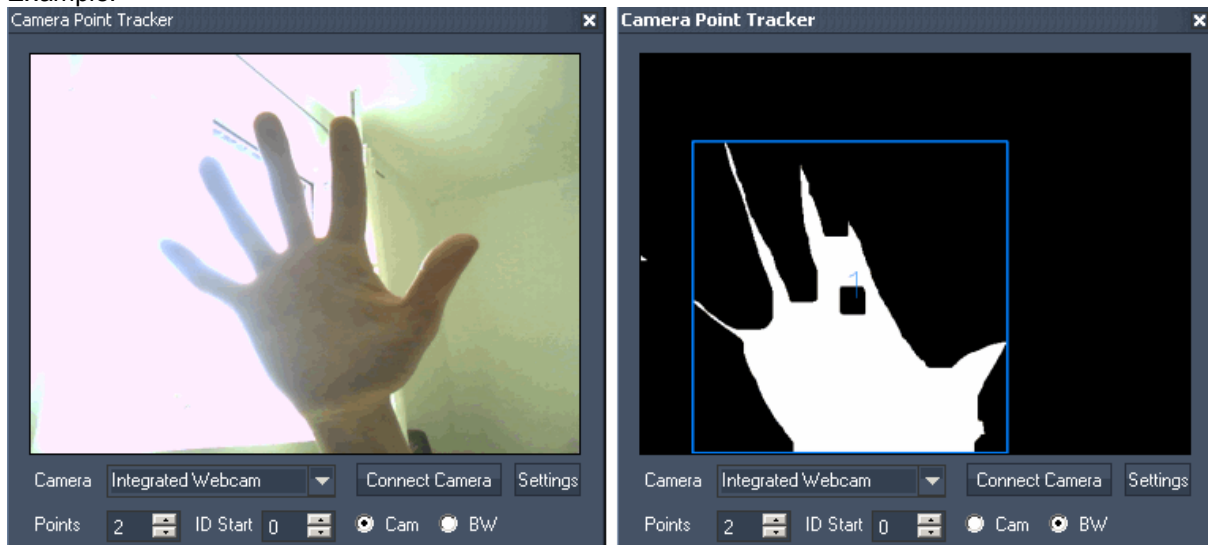 Example:
Camera Point Tracker
Camera Integrated Webcam Connect Camera Settings
Points 2 ID Start 0 Cam BW
Camera Point Tracker
1
Camera Integrated Webcam Connect Camera Settings
Points 2 ID Start 0 Cam BW